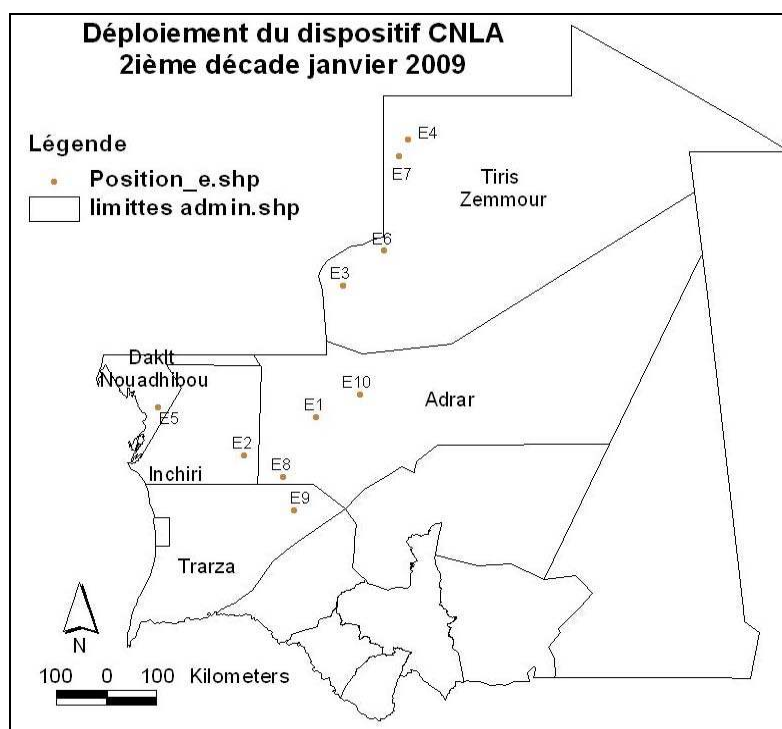 Déploiement du dispositif CNLA
2ième décade janvier 2009
Légende
Position_e.shp
limittes admin.shp
E4
E7
Tiris
Zemmour
E6
E3
Daklt
Nouadhibou
E5
E10
E1
Adrar
E2
E8
Inchiri
E9
Trarza
N
100 0 100 Kilometers